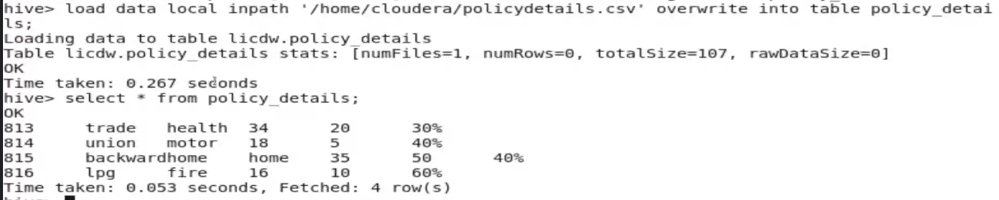 hive> load data local inpath '/home/cloudera/policydetails.csv' overwrite into table policy_detai
ls;
Loading data to table licdw.policy_details
Table licdw.policy_details stats: [numFiles=1, numRows=0, totalSize=107, rawDataSize=0]
OK
Time taken: 0.267 seconds
hive> select * from policy_details;
OK
813 trade health 34 20 30%
814 union motor 18 5 40%
815 backwardhome home 35 50 40%
816 lpg fire 16 10 60%
Time taken: 0.053 seconds, Fetched: 4 row(s)
hive>